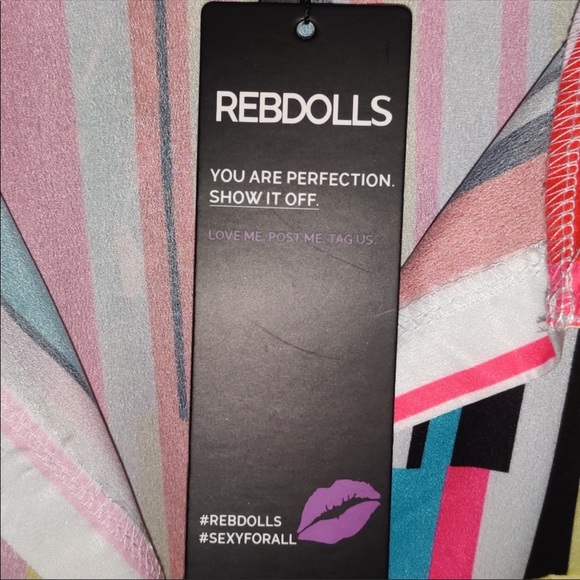 REBDOLLS
YOU ARE PERFECTION.
SHOW IT OFF.
LOVE ME, POST ME, TAG US.
#REBDOLLS
#SEXYFORALL